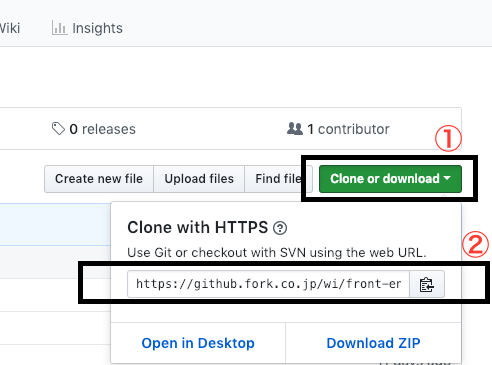 Wiki
Insights
0 releases
1 contributor
①
Create new file
Upload files
Find file
Clone or download
Clone with HTTPS
②
Use Git or checkout with SVN using the web URL.
https://github.fork.co.jp/wi/front-en
Open in Desktop
Download ZIP